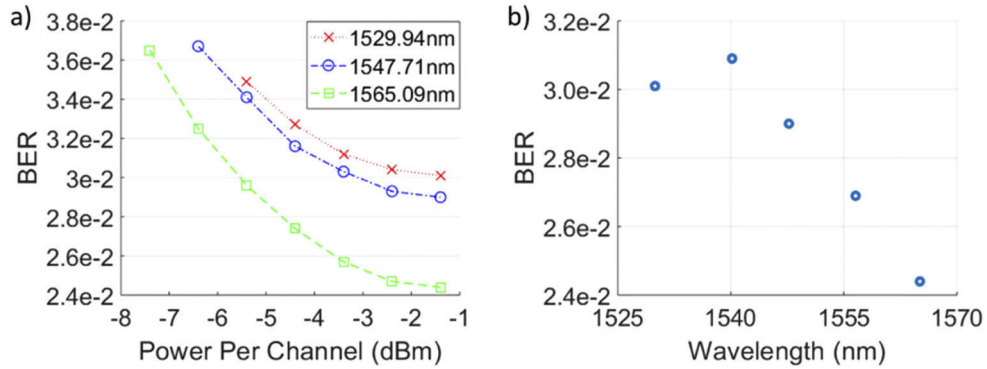 a)
3.8e-2
3.6e-2
3.4e-2
3.2e-2
3e-2
2.8e-2
2.6e-2
2.4e-2
BER
1529.94nm
1547.71nm
1565.09nm
-8 -7 -6 -5 -4 -3 -2 -1
Power Per Channel (dBm)
b)
3.2e-2
3.0e-2
2.8e-2
2.6e-2
2.4e-2
BER
1525 1540 1555 1570
Wavelength (nm)